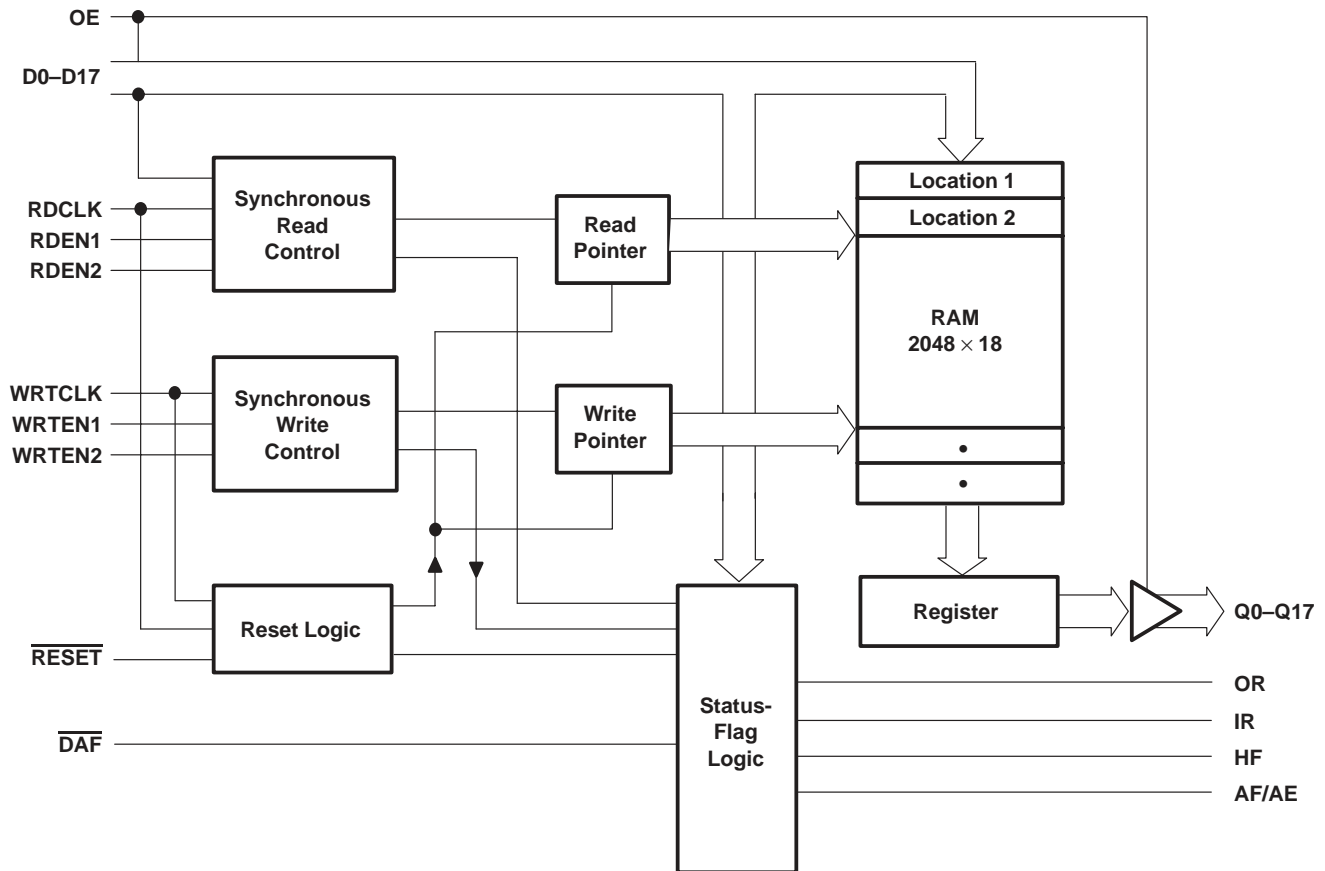 OE
D0–D17
RDCLK
RDEN1
RDEN2
Synchronous
Read
Control
Read
Pointer
Location 1
Location 2
RAM
2048 × 18
WRTCLK
WRTEN1
WRTEN2
Synchronous
Write
Control
Write
Pointer
•
•
RESET
Reset Logic
Register
Q0–Q17
DAF
Status-
Flag
Logic
OR
IR
HF
AF/AE